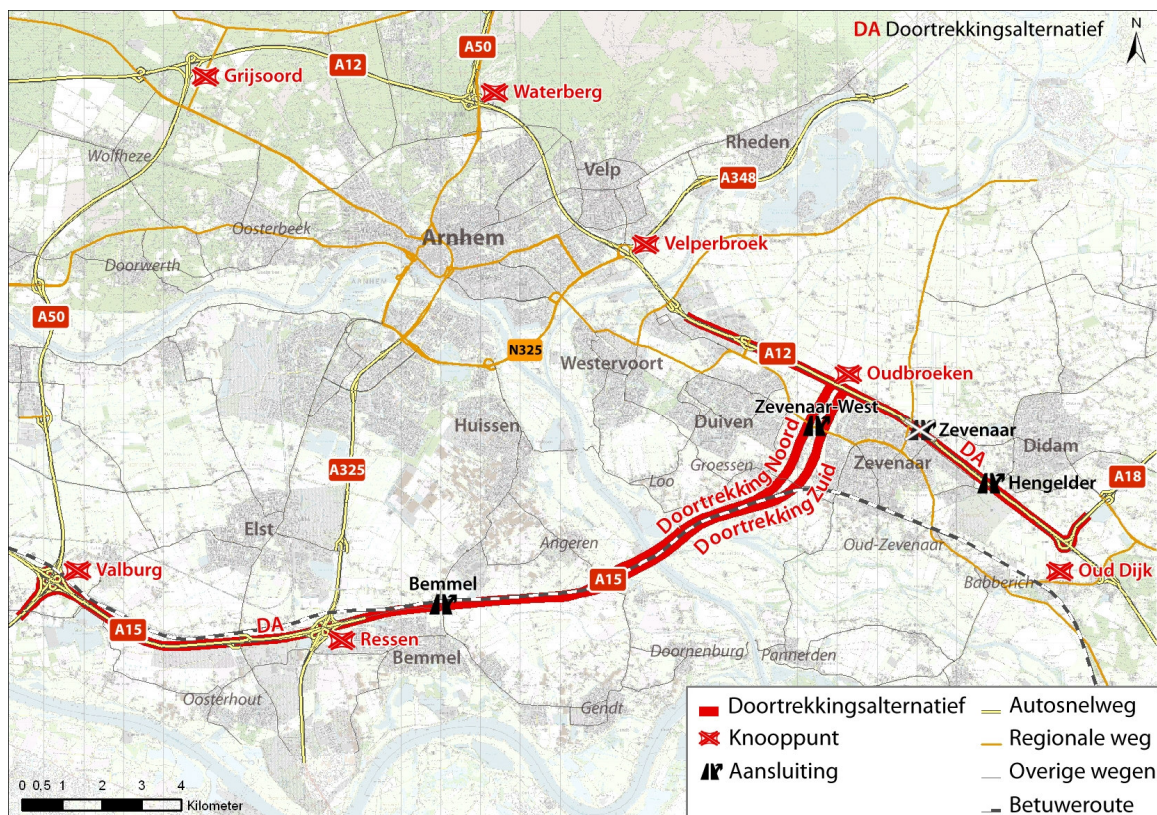 DA Doortrekkingsalternatief
N
A50
A12
Grijsoord
Waterberg
Rheden
Wolfheze
Velp
A348
Oosterbeek
Arnhem
Velperbroek
Doorwerth
ARNHEM
A50
N325
A12
Westervoort
Oudbroeken
Zevenaar-West
Huissen
Duiven
Zevenaar
Didam
Groessen
Zevenaar
DA
A325
Loo
Hengelder
A18
Doortrekking Noord
Doortrekking Zuid
Elst
Angeren
Oud-Zevenaar
Valburg
Bemmel
A15
Babberich
Oud Dijk
A15
DA
Ressen
Bemmel
Doornenburg
Pannerden
Oosterhout
Gendt
Doortrekkingsalternatief
Knooppunt
Aansluiting
Autosnelweg
Regionale weg
Overige wegen
Betuweroute
0 0,5 1 2 3 4
Kilometer